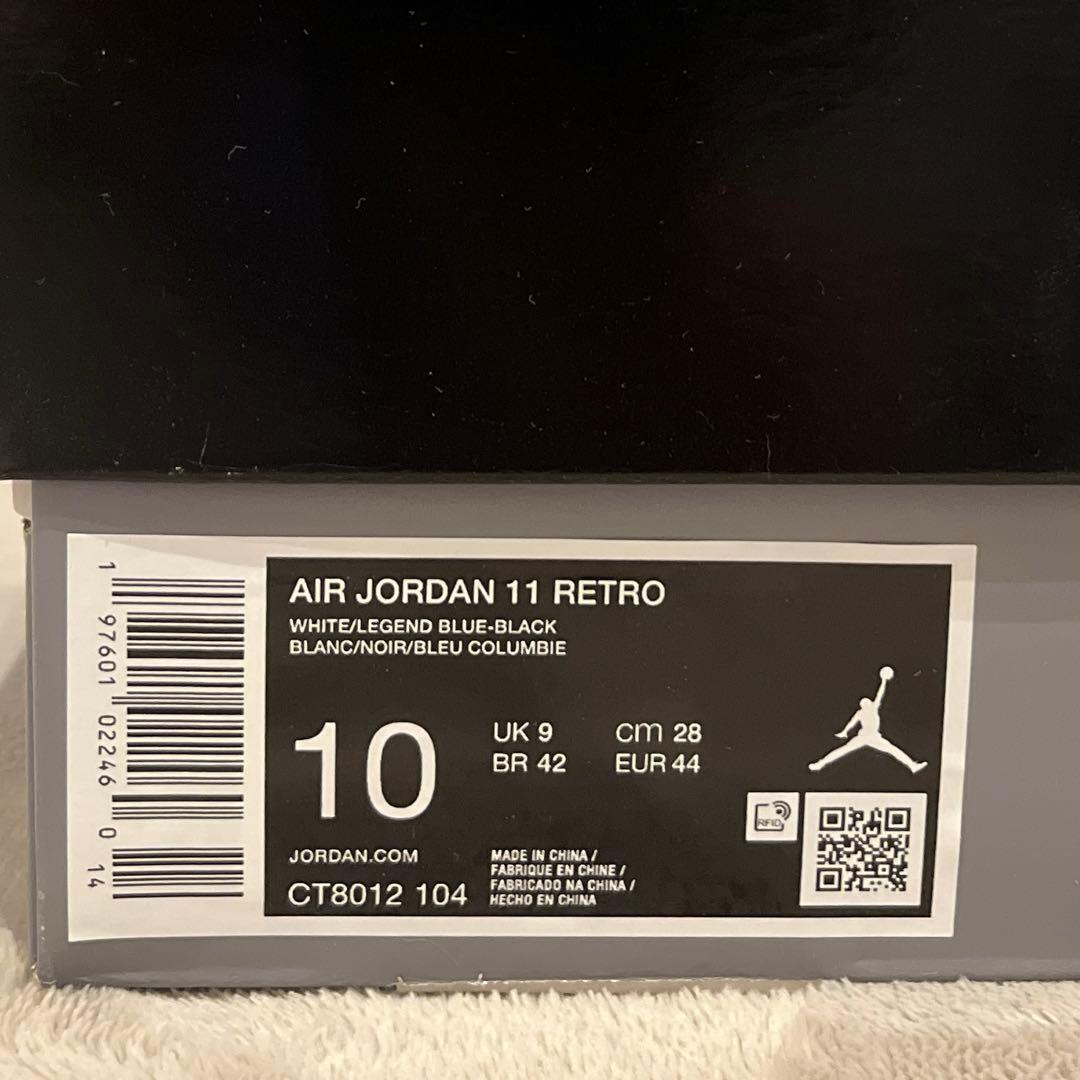 1 97601 02246 0 14
AIR JORDAN 11 RETRO
WHITE/LEGEND BLUE-BLACK
BLANC/NOIR/BLEU COLUMBIE
10
UK 9 cm 28
BR 42 EUR 44
RFID
JORDAN.COM
CT8012 104
MADE IN CHINA /
FABRIQUE EN CHINE /
FABRICADO NA CHINA /
HECHO EN CHINA